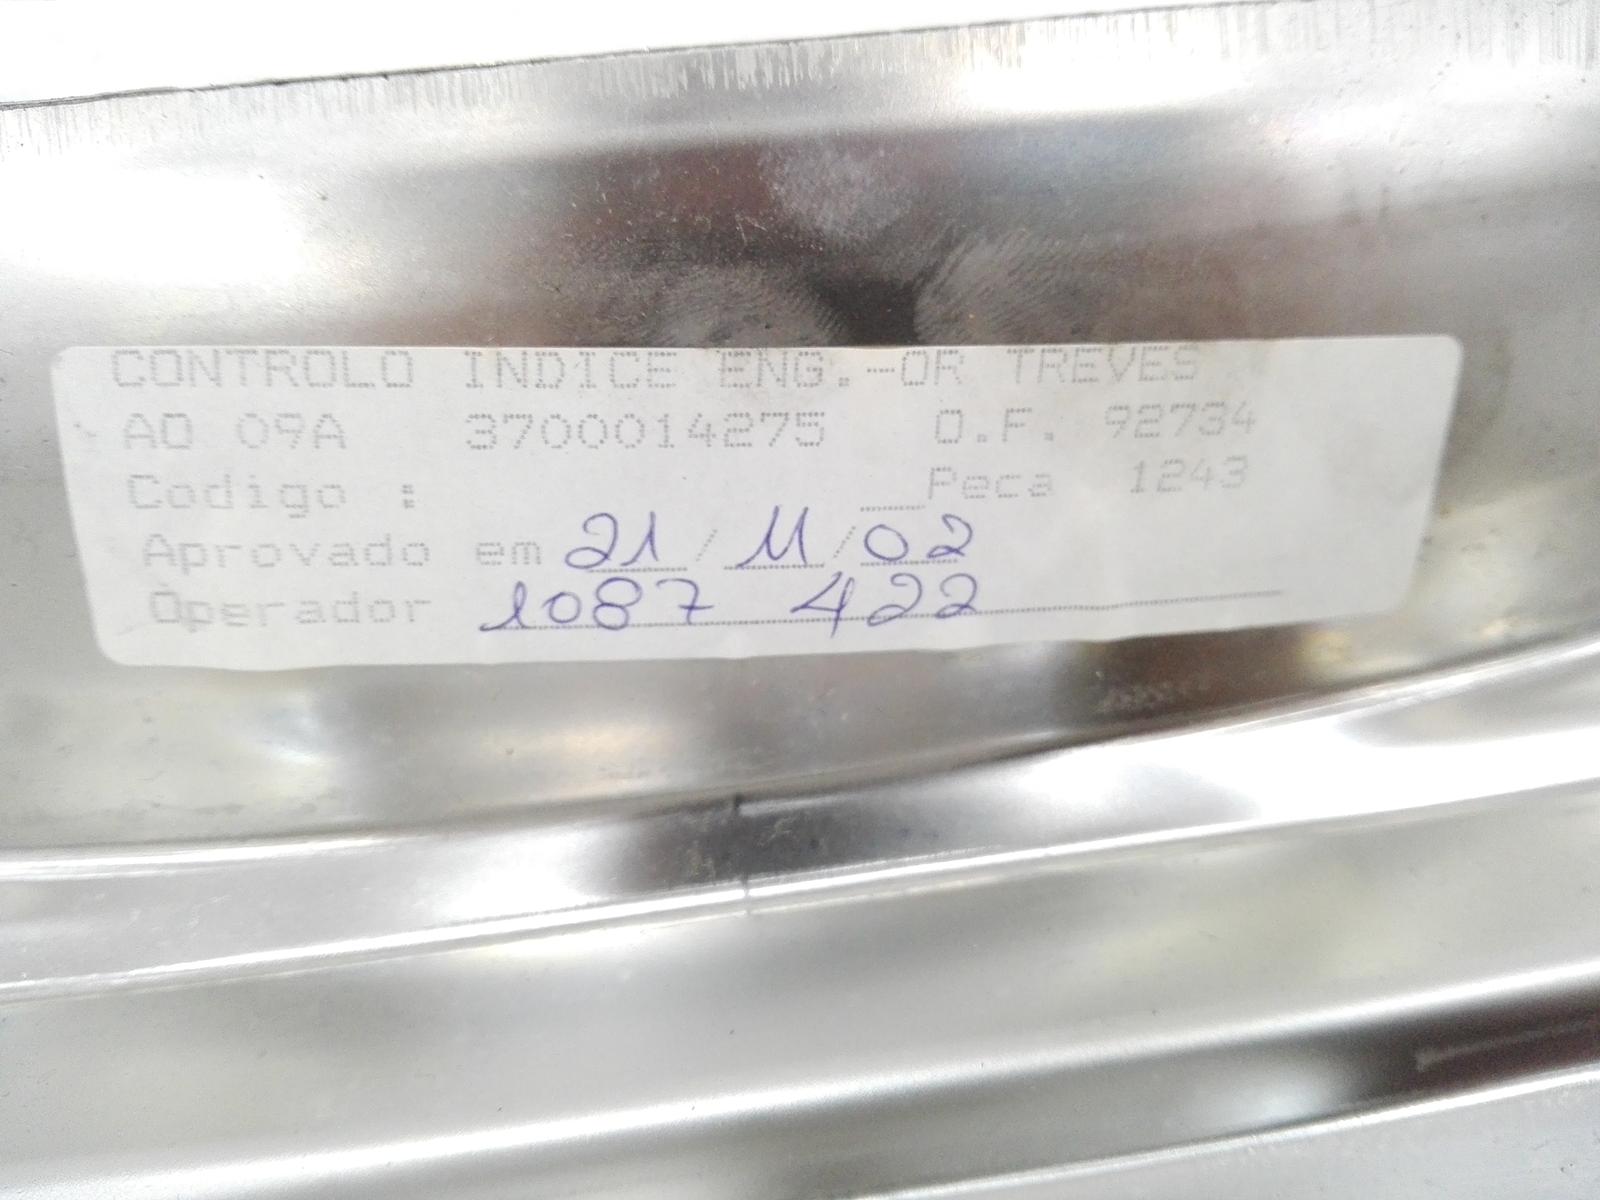 CONTROLO INDICE ENG.-OR TREVES
AO 09A 3700014275 O.F. 92734
Codigo : Peca 1243
Aprovado em 21/11/02
Operador 1087 422